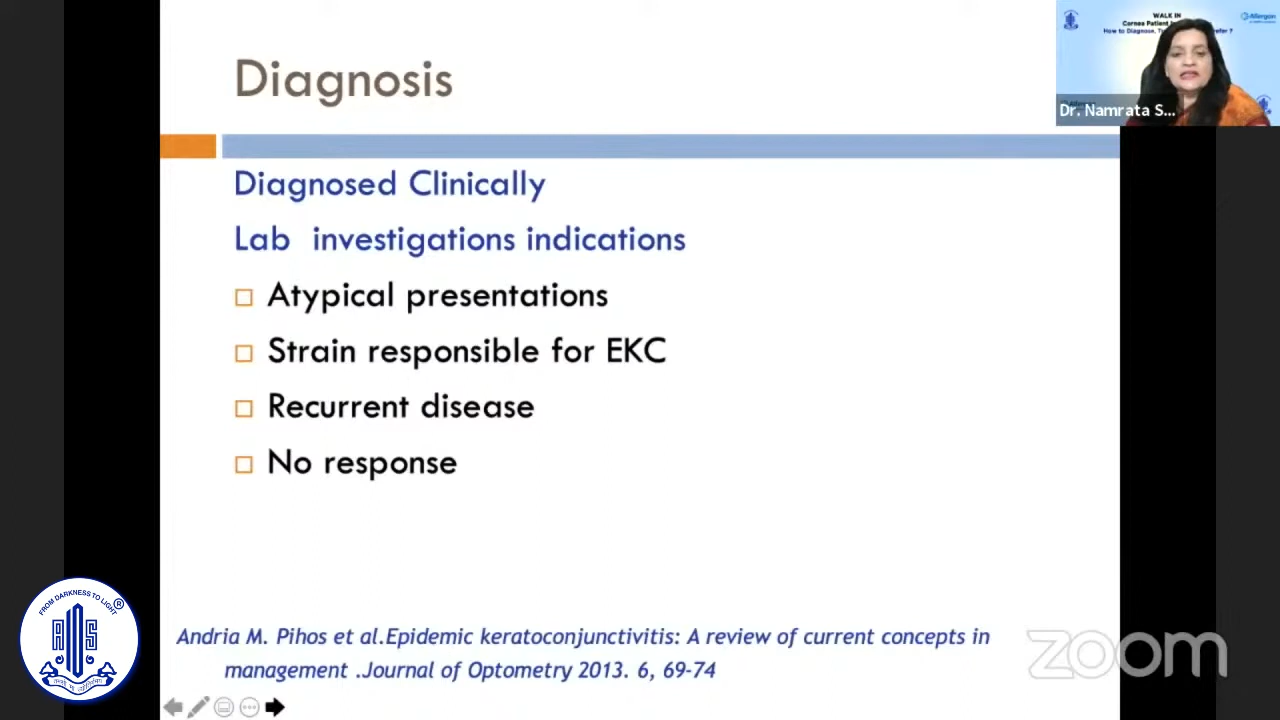 Diagnosis
Diagnosed Clinically
Lab investigations indications
Atypical presentations
Strain responsible for EKC
Recurrent disease
No response
Andria M. Pihos et al.Epidemic keratoconjunctivitis: A review of current concepts in
management .Journal of Optometry 2013. 6, 69-74
WALK IN
How to Diagnose,
Allergan
Dr. Namrata S...
FROM DARKNESS TO LIGHT
®
AIOS
zoom